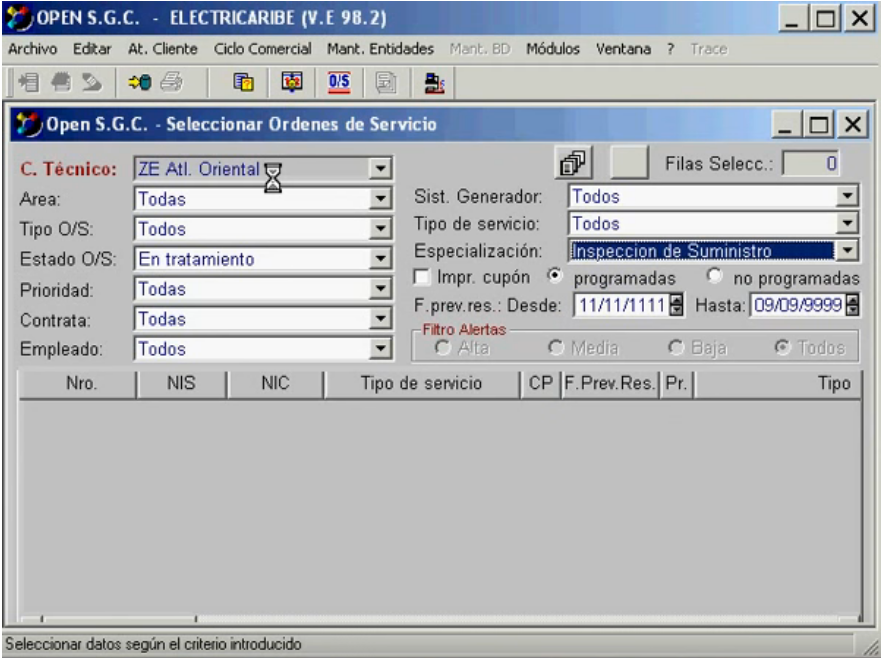 OPEN S.G.C. - ELECTRICARIBE (V.E 98.2)
Archivo Editar At. Cliente Ciclo Comercial Mant. Entidades Mant. BD Módulos Ventana ? Trace
O/S
Open S.G.C. - Seleccionar Ordenes de Servicio
C. Técnico: ZE Atl. Oriental Filas Selecc.: 0
Area: Todas Sist. Generador: Todos
Tipo O/S: Todos Tipo de servicio: Todos
Estado O/S: En tratamiento Especialización: Inspeccion de Suministro
Impr. cupón programadas no programadas
Prioridad: Todas F.prev.res.: Desde: 11/11/1111 Hasta: 09/09/9999
Contrata: Todas Filtro Alertas
Empleado: Todos Alta Media Baja Todos
Nro. NIS NIC Tipo de servicio CP F.Prev.Res. Pr. Tipo
Seleccionar datos según el criterio introducido